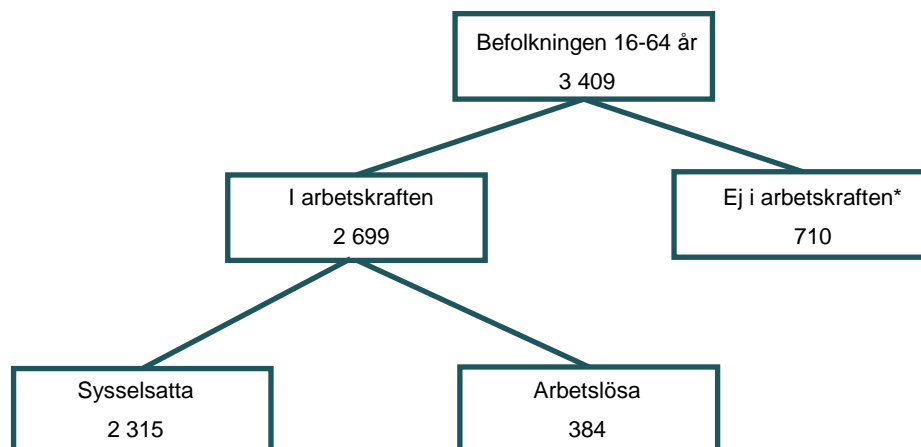 Befolkningen 16-64 år
3 409
I arbetskraften
2 699
Ej i arbetskraften*
710
Sysselsatta
2 315
Arbetslösa
384